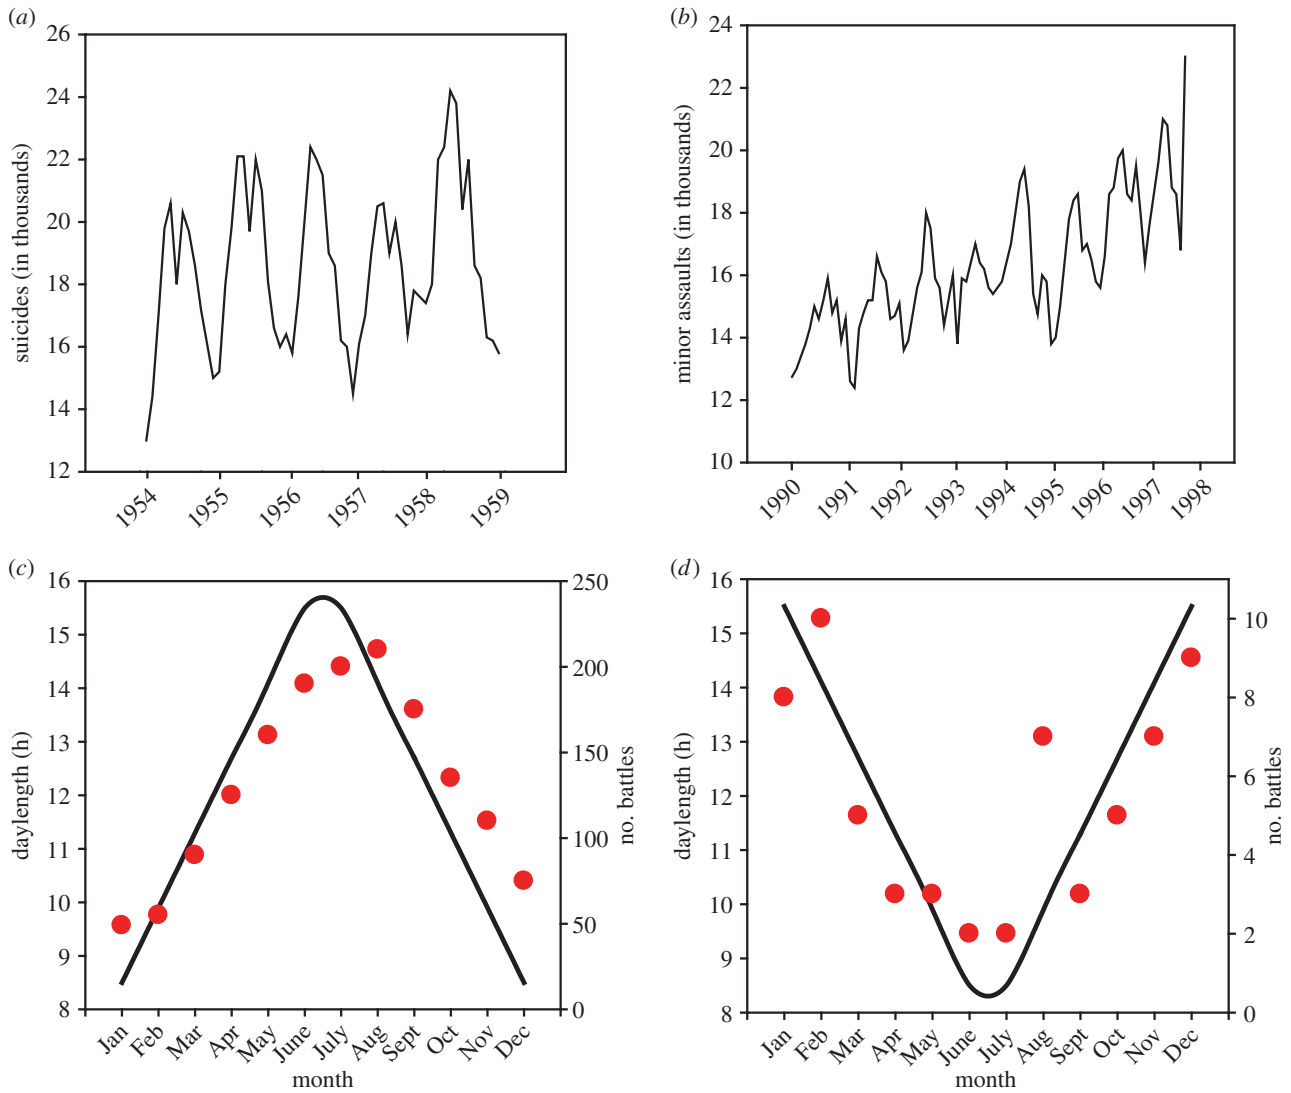 (a)
suicides (in thousands)
26
24
22
20
18
16
14
12
1954
1955
1956
1957
1958
1959
(b)
minor assaults (in thousands)
24
22
20
18
16
14
12
10
1990
1991
1992
1993
1994
1995
1996
1997
1998
(c)
daylength (h)
16
15
14
13
12
11
10
9
8
250
200
150
100
50
0
no. battles
Jan
Feb
Mar
Apr
May
June
July
Aug
Sept
Oct
Nov
Dec
month
(d)
daylength (h)
16
15
14
13
12
11
10
9
8
10
8
6
4
2
0
no. battles
Jan
Feb
Mar
Apr
May
June
July
Aug
Sept
Oct
Nov
Dec
month